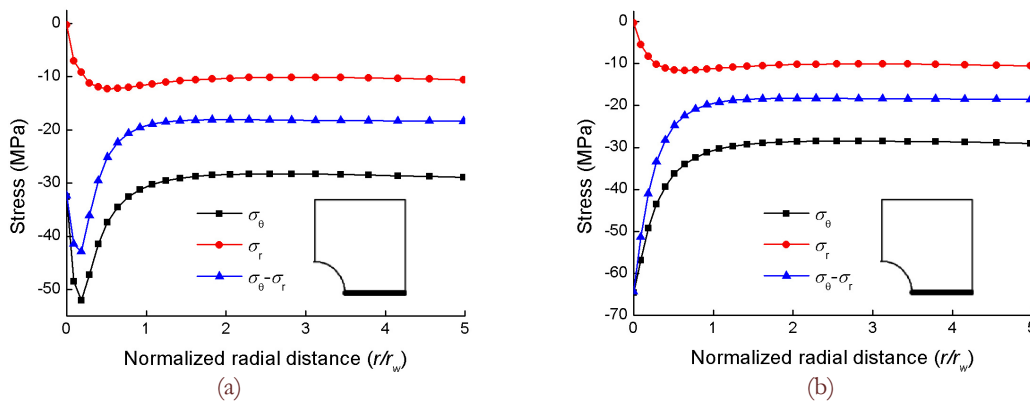 0
-10
-20
-30
-40
-50
Stress (MPa)
σθ
σr
σθ-σr
0 1 2 3 4 5
Normalized radial distance (r/rw)
(a)
0
-10
-20
-30
-40
-50
-60
-70
Stress (MPa)
σθ
σr
σθ-σr
0 1 2 3 4 5
Normalized radial distance (r/rw)
(b)